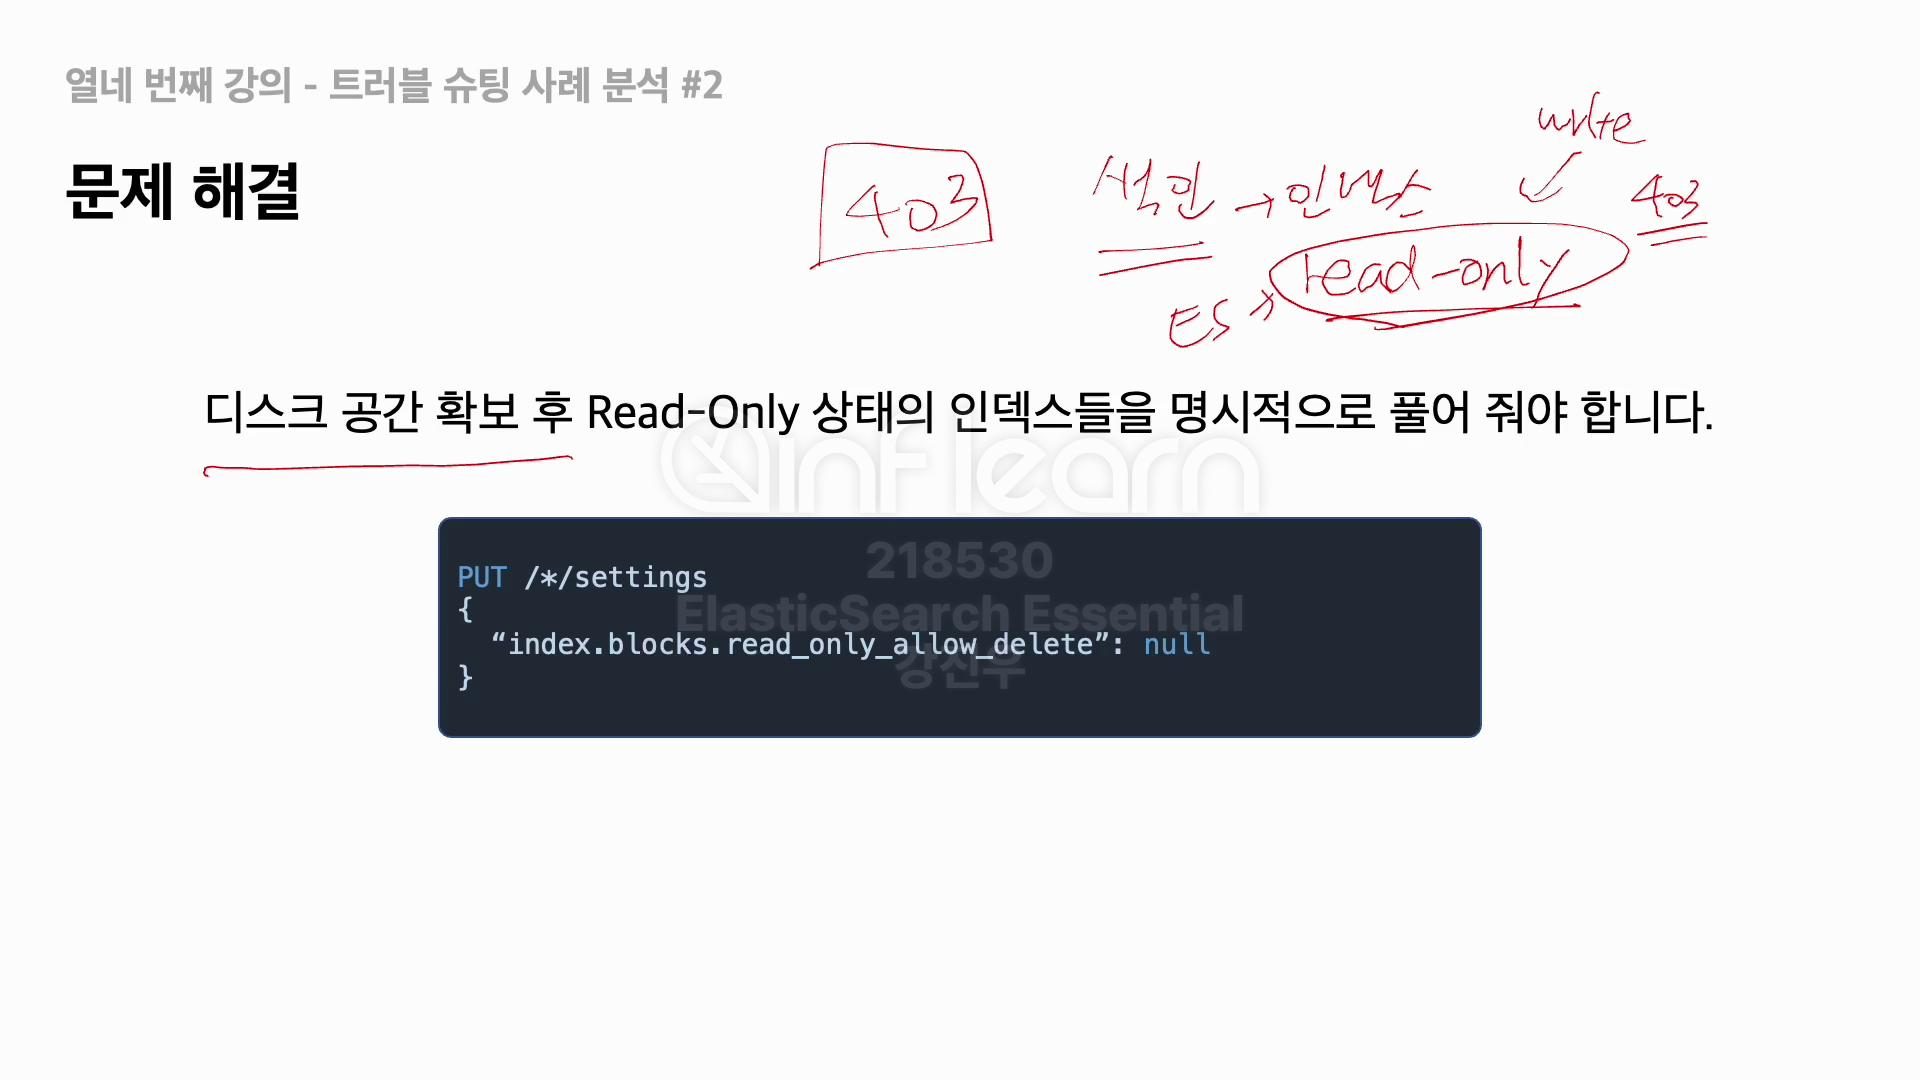 열네 번째 강의 - 트러블 슈팅 사례 분석 #2
문제 해결
403
색인 → 인덱스
write
403
ES →
read-only
디스크 공간 확보 후 Read-Only 상태의 인덱스들을 명시적으로 풀어 줘야 합니다.
inflearn
218530
ElasticSearch Essential
강진우
PUT /*/settings
{
“index.blocks.read_only_allow_delete”: null
}